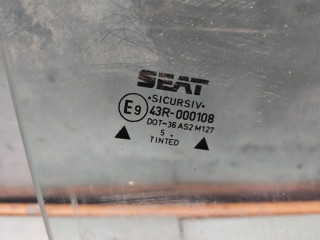 SEAT
•SICURSIV•
E9 43R-000108
DOT-36 AS2 M127
5 •
TINTED